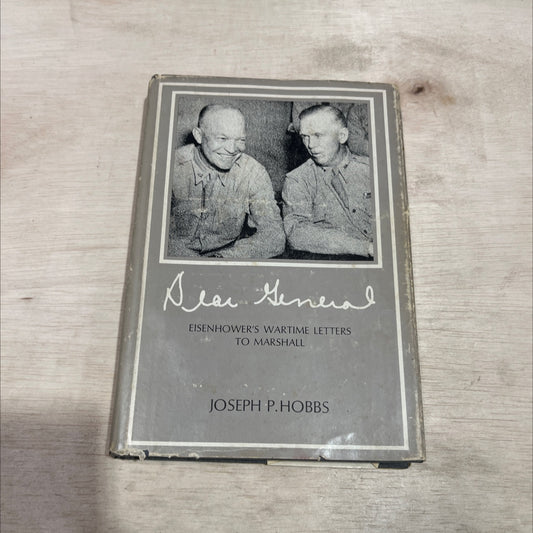 Dear General
EISENHOWER'S WARTIME LETTERS
TO MARSHALL
JOSEPH P. HOBBS